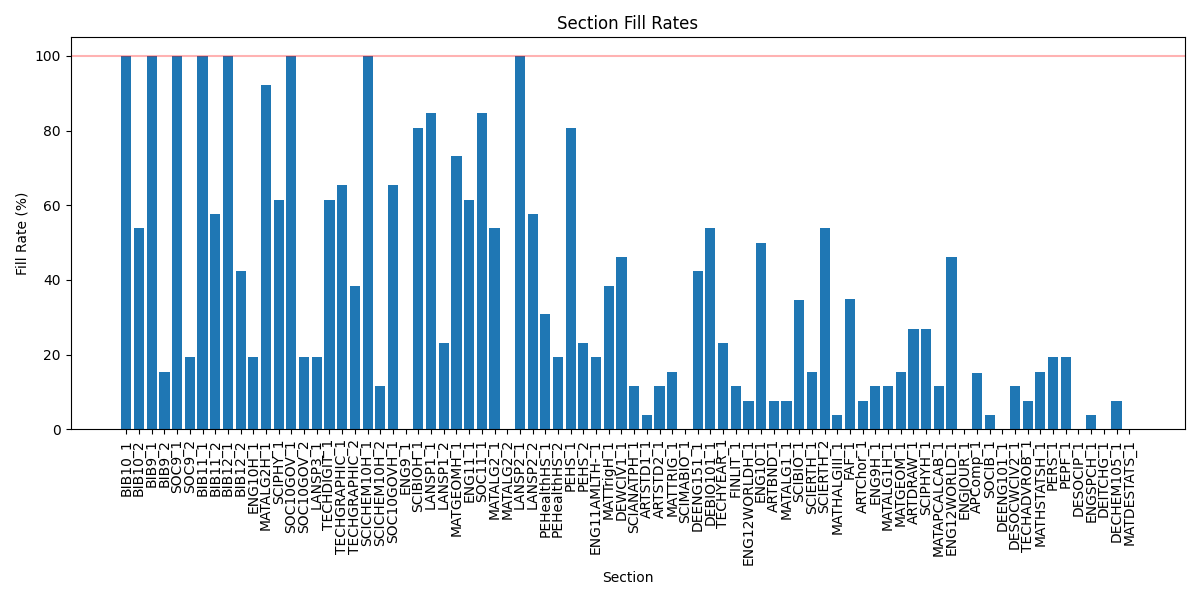 Section Fill Rates
Fill Rate (%)
100
80
60
40
20
0
BIB10_1
BIB10_2
BIB9_1
BIB9_2
SOC9_1
SOC9_2
BIB11_1
BIB11_2
BIB12_1
BIB12_2
ENG10H_1
MATALG2H_1
SCIPHY_1
SOC10GOV_1
SOC10GOV_2
LANSP3_1
TECHDIGIT_1
TECHGRAPHIC_1
TECHGRAPHIC_2
SCICHEM10H_1
SCICHEM10H_2
SOC10GOVH_1
ENG9_1
SCIBIOH_1
LANSP1_1
LANSP1_2
MATGEOMH_1
ENG11_1
SOC11_1
MATALG2_1
MATALG2_2
LANSP2_1
LANSP2_2
PEHealthHS_1
PEHealthHS_2
PEHS_1
PEHS_2
ENG11AMLTH-_1
MATTrigH_1
DEWCIV1_1
SCIANATPH_1
ARTSTD1_1
ARTSTD2_1
MATTRIG_1
SCIMABIO_1
DEENG151_1
DEBIO101_1
TECHYEAR_1
FINLIT_1
ENG12WORLDH_1
ENG10_1
ARTBND_1
MATALG1_1
SCIBIO_1
SCIERTH_1
SCIERTH_2
MATHALGIII_1
FAF_1
ARTChor_1
ENG9H_1
MATALG1H_1
MATGEOM_1
ARTDRAW_1
SCIPHYH_1
MATAPCALAB_1
ENG12WORLD_1
ENGJOUR_1
APComp_1
SOCIB_1
DEENG101_1
DESOCWCIV2_1
TECHADVROB_1
MATHSTATSH_1
PERS_1
PEPF_1
DESOCIP_1
ENGSPCH_1
DEITCHG_1
DECHEM105_1
MATDESTATS_1
Section